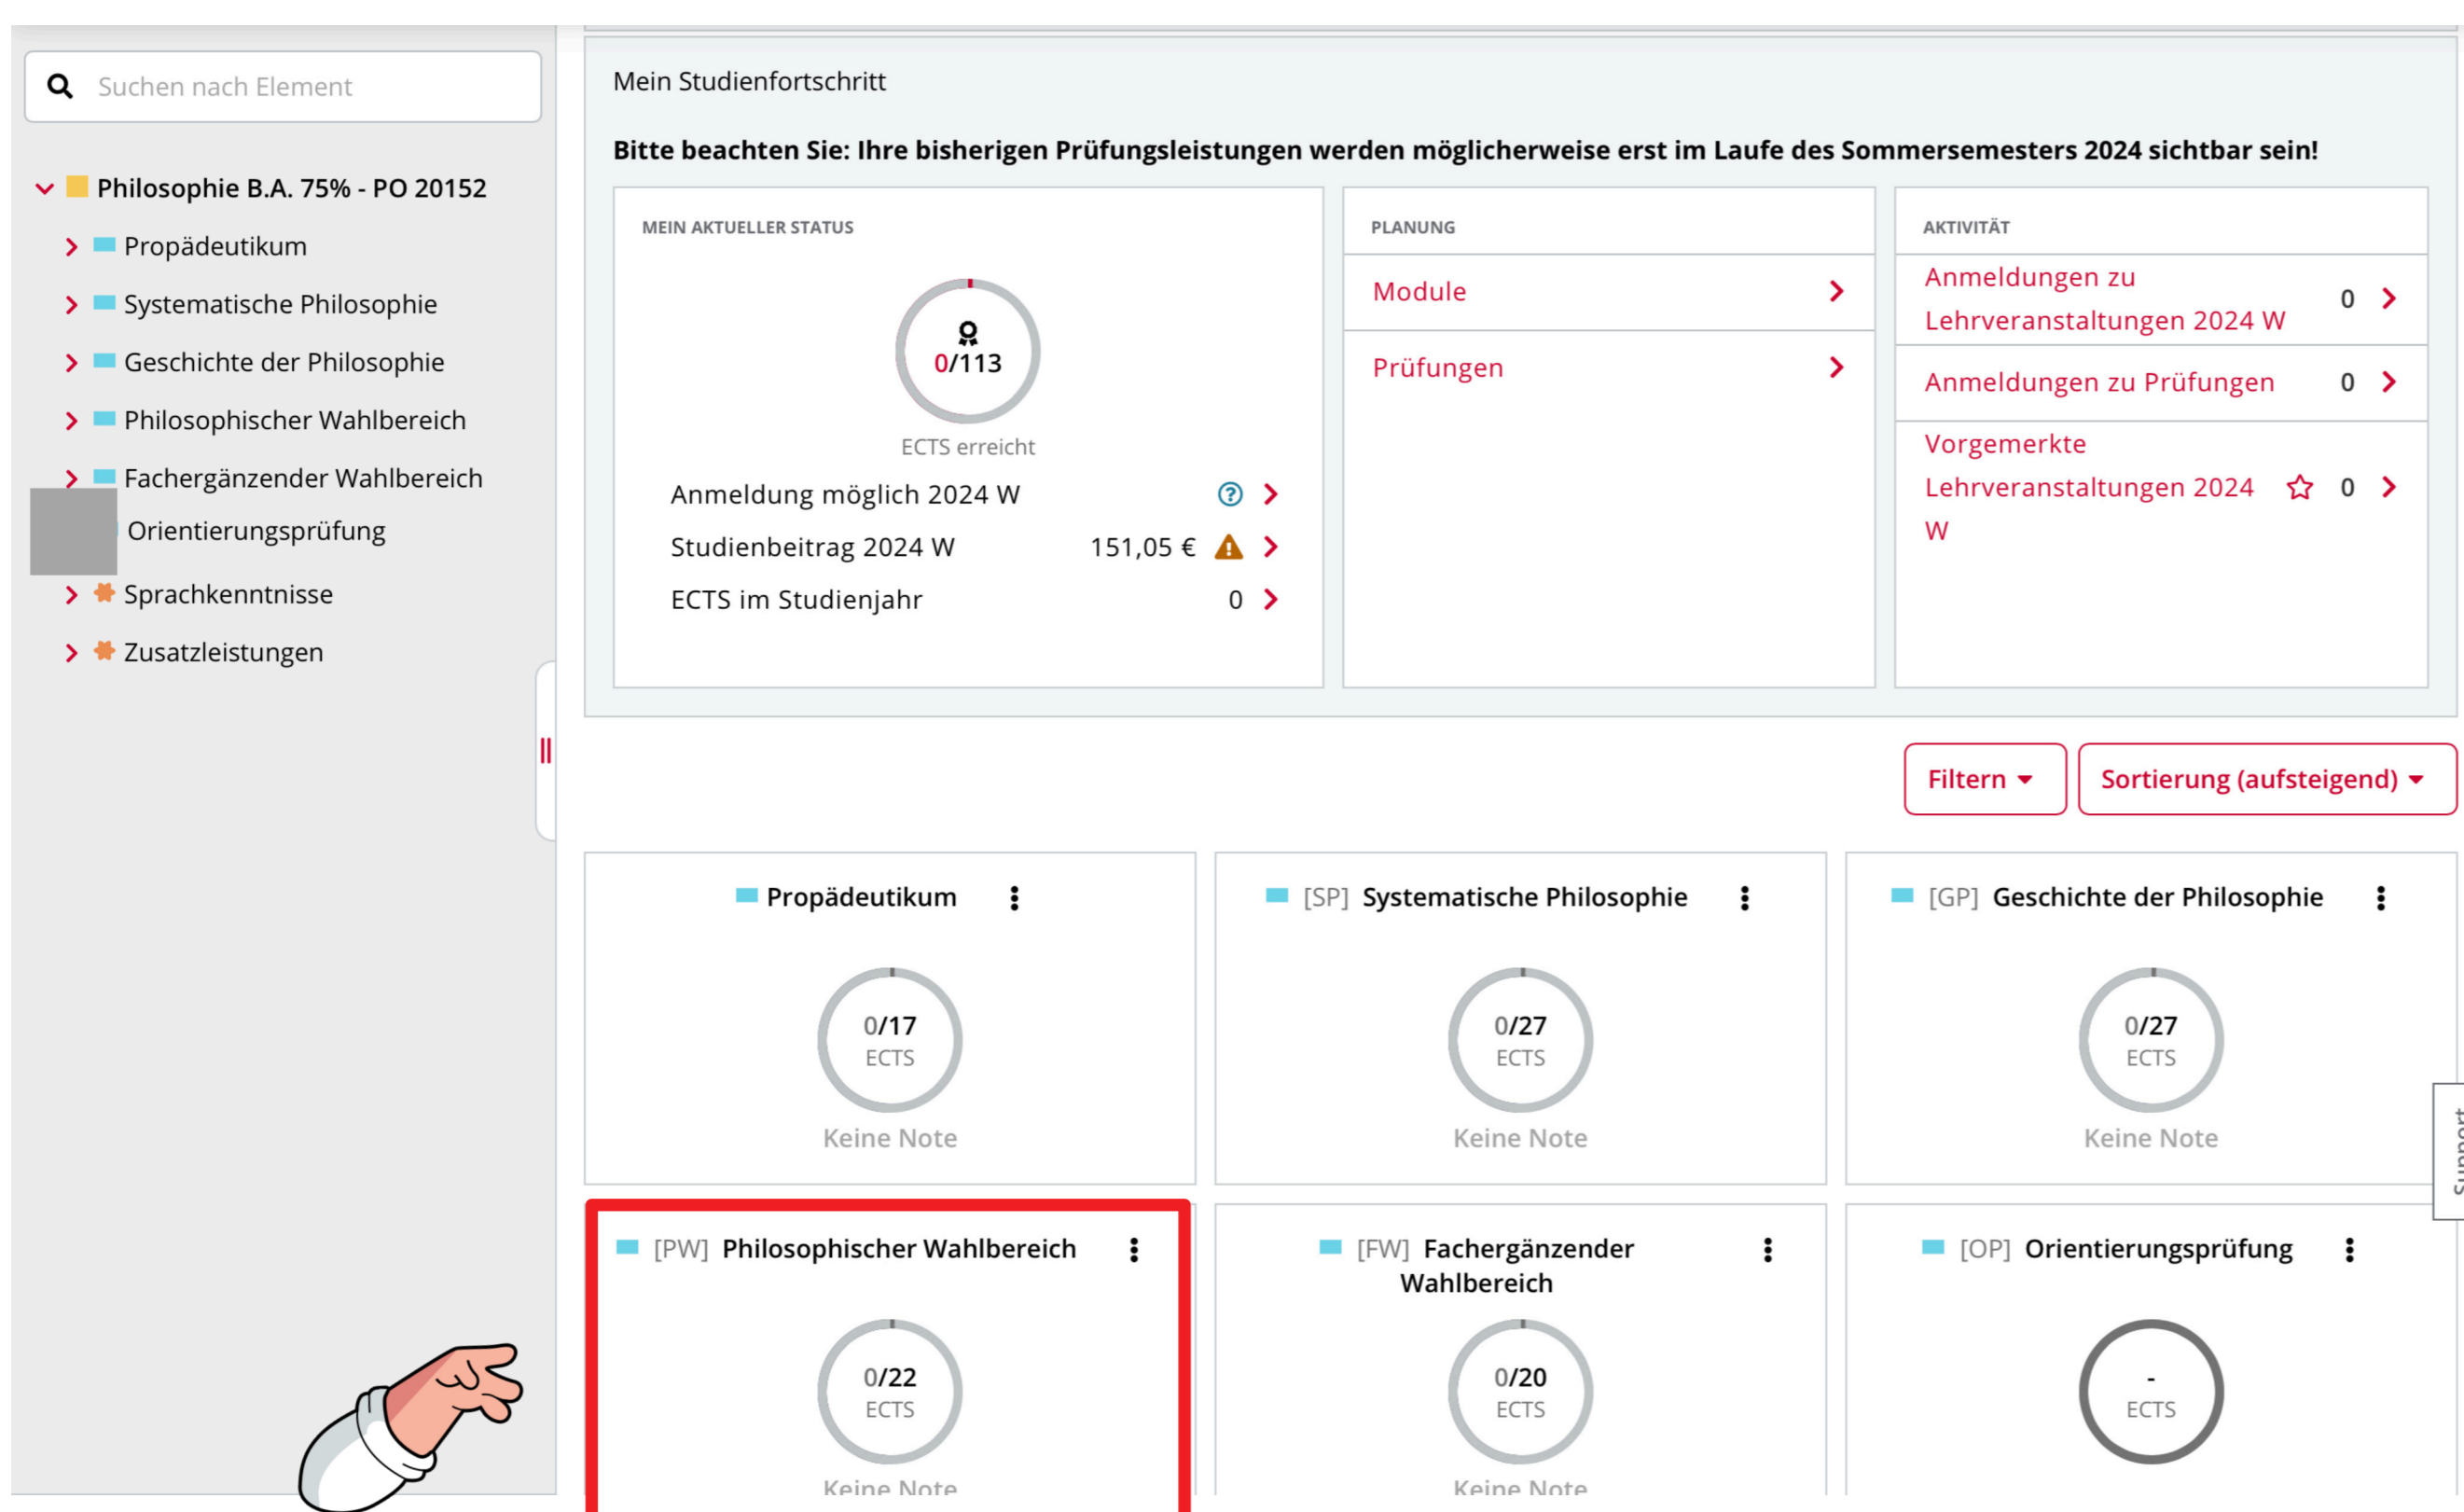 Suchen nach Element
Philosophie B.A. 75% - PO 20152
Propädeutikum
Systematische Philosophie
Geschichte der Philosophie
Philosophischer Wahlbereich
Fachergänzender Wahlbereich
Orientierungsprüfung
Sprachkenntnisse
Zusatzleistungen
Mein Studienfortschritt
Bitte beachten Sie: Ihre bisherigen Prüfungsleistungen werden möglicherweise erst im Laufe des Sommersemesters 2024 sichtbar sein!
MEIN AKTUELLER STATUS
0/113
ECTS erreicht
Anmeldung möglich 2024 W ?
Studienbeitrag 2024 W 151,05 €
ECTS im Studienjahr 0
PLANUNG
Module
Prüfungen
AKTIVITÄT
Anmeldungen zu
Lehrveranstaltungen 2024 W 0
Anmeldungen zu Prüfungen 0
Vorgemerkte
Lehrveranstaltungen 2024 0
W
Filtern
Sortierung (aufsteigend)
Propädeutikum
0/17
ECTS
Keine Note
[SP] Systematische Philosophie
0/27
ECTS
Keine Note
[GP] Geschichte der Philosophie
0/27
ECTS
Keine Note
Support
[PW] Philosophischer Wahlbereich
0/22
ECTS
Keine Note
[FW] Fachergänzender
Wahlbereich
0/20
ECTS
Keine Note
[OP] Orientierungsprüfung
-
ECTS